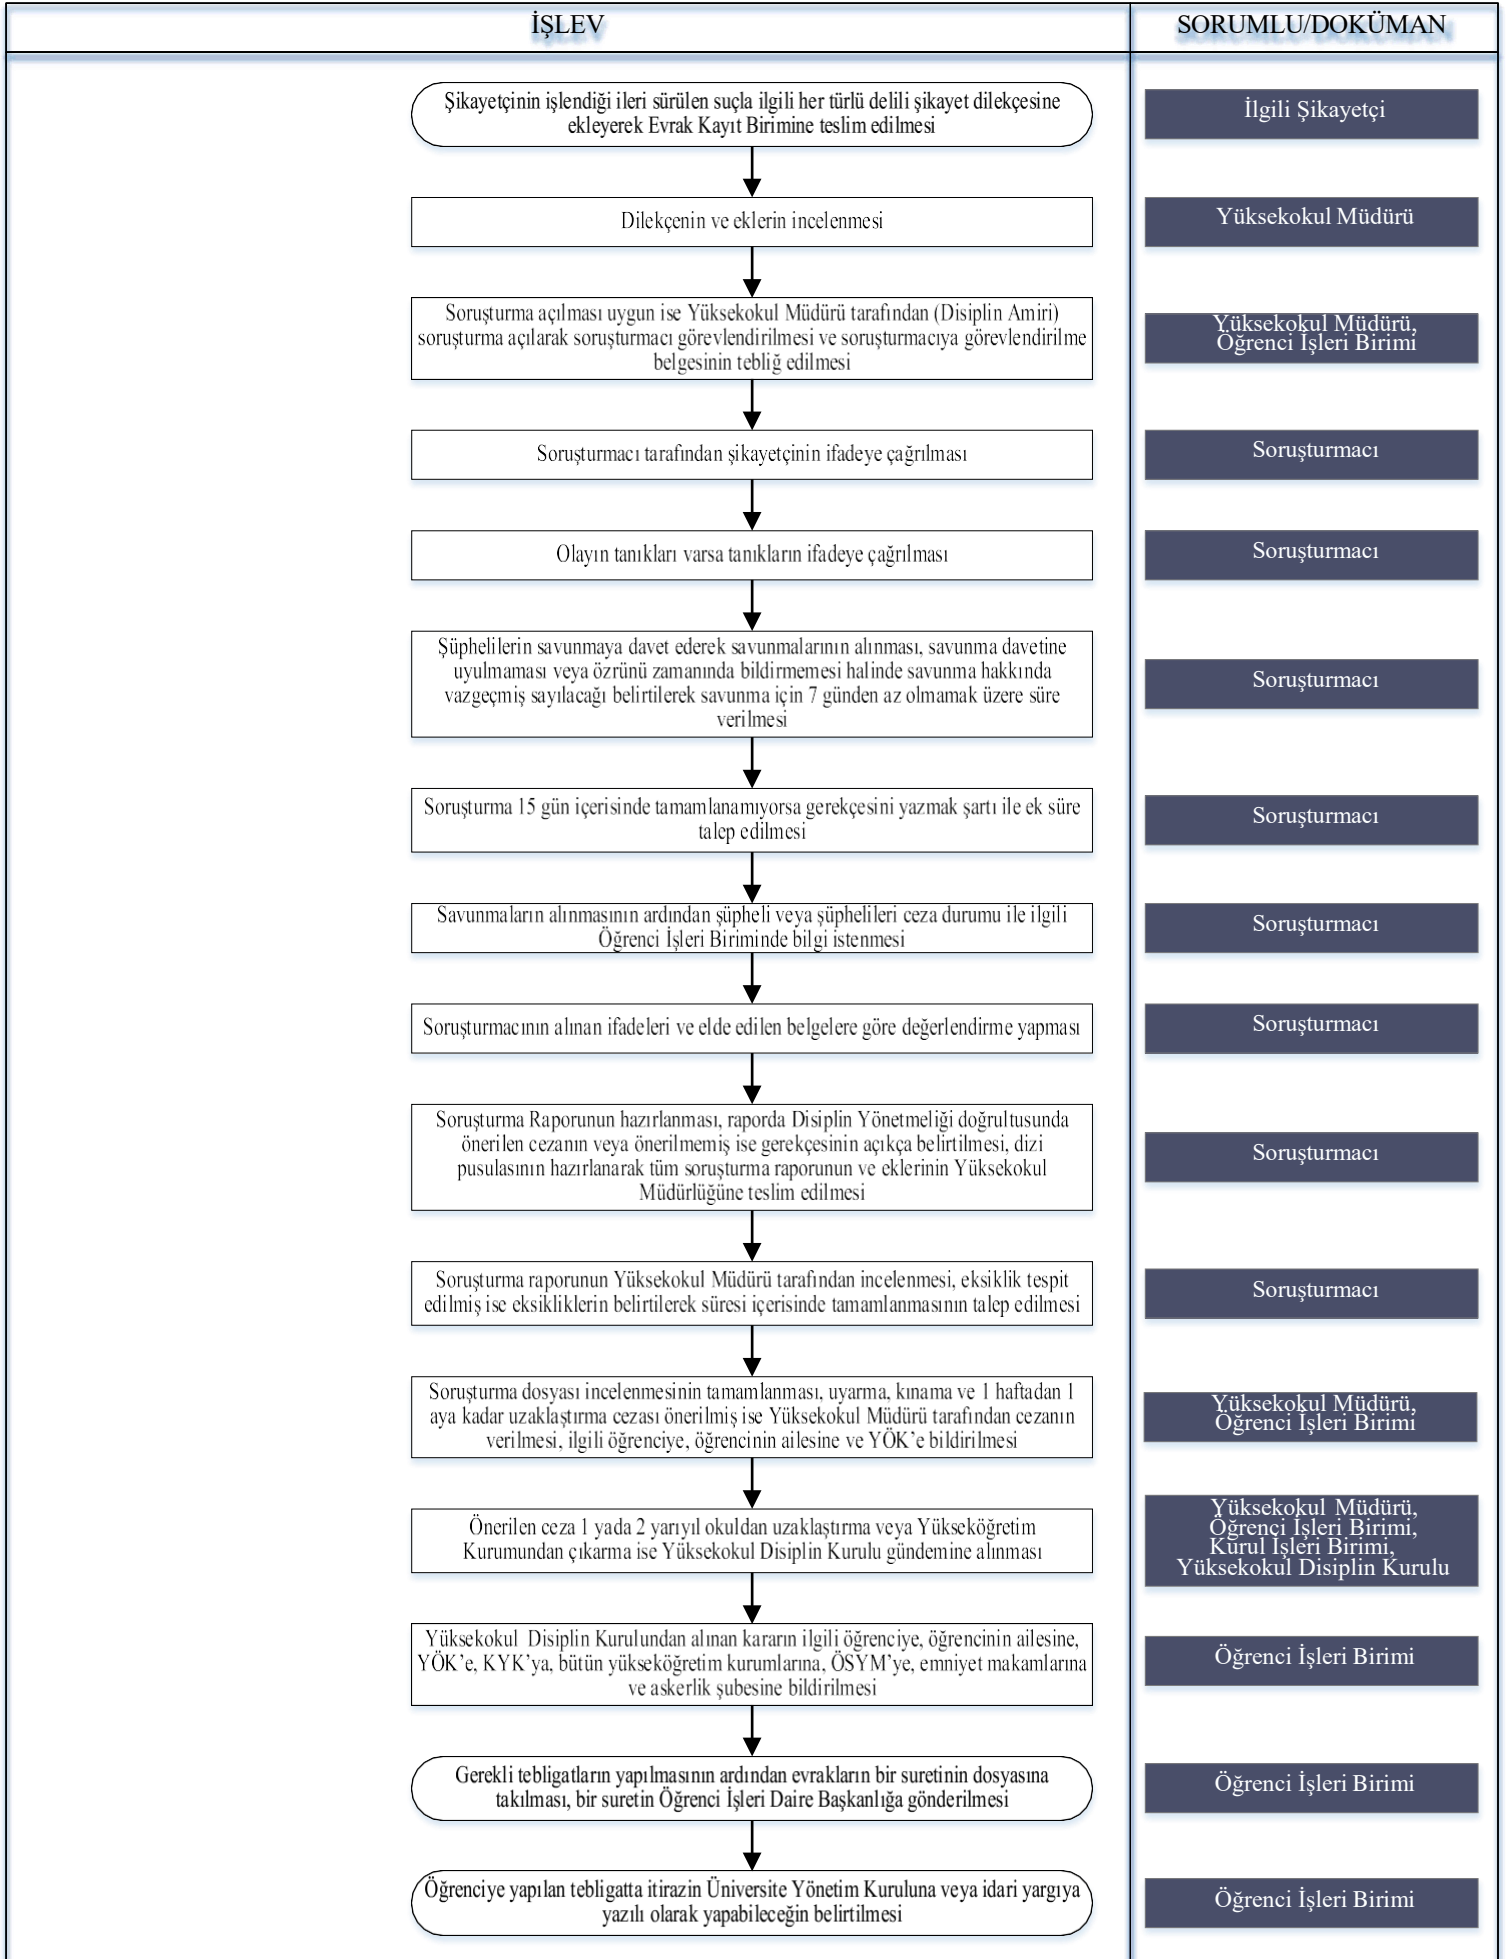 İŞLEV
SORUMLU/DOKÜMAN
Şikayetçinin işlendiği ileri sürülen suçla ilgili her türlü delili şikayet dilekçesine
ekleyerek Evrak Kayıt Birimine teslim edilmesi
İlgili Şikayetçi
Dilekçenin ve eklerin incelenmesi
Yüksekokul Müdürü
Soruşturma açılması uygun ise Yüksekokul Müdürü tarafından (Disiplin Amiri)
soruşturma açılarak soruşturmacı görevlendirilmesi ve soruşturmacıya görevlendirilme
belgesinin tebliğ edilmesi
Yüksekokul Müdürü,
Öğrenci İşleri Birimi
Soruşturmacı tarafından şikayetçinin ifadeye çağrılması
Soruşturmacı
Olayın tanıkları varsa tanıkların ifadeye çağrılması
Soruşturmacı
Şüphelilerin savunmaya davet ederek savunmalarının alınması, savunma davetine
uyulmaması veya özrünü zamanında bildirmemesi halinde savunma hakkında
vazgeçmiş sayılacağı belirtilerek savunma için 7 günden az olmamak üzere süre
verilmesi
Soruşturmacı
Soruşturma 15 gün içerisinde tamamlanamıyorsa gerekçesini yazmak şartı ile ek süre
talep edilmesi
Soruşturmacı
Savunmaların alınmasının ardından şüpheli veya şüphelileri ceza durumu ile ilgili
Öğrenci İşleri Biriminde bilgi istenmesi
Soruşturmacı
Soruşturmacının alınan ifadeleri ve elde edilen belgelere göre değerlendirme yapması
Soruşturmacı
Soruşturma Raporunun hazırlanması, raporda Disiplin Yönetmeliği doğrultusunda
önerilen cezanın veya önerilmemiş ise gerekçesinin açıkça belirtilmesi, dizi
pusulasının hazırlanarak tüm soruşturma raporunun ve eklerinin Yüksekokul
Müdürlüğüne teslim edilmesi
Soruşturmacı
Soruşturma raporunun Yüksekokul Müdürü tarafından incelenmesi, eksiklik tespit
edilmiş ise eksikliklerin belirtilerek süresi içerisinde tamamlanmasının talep edilmesi
Soruşturmacı
Soruşturma dosyası incelenmesinin tamamlanması, uyarma, kınama ve 1 haftadan 1
aya kadar uzaklaştırma cezası önerilmiş ise Yüksekokul Müdürü tarafından cezanın
verilmesi, ilgili öğrenciye, öğrencinin ailesine ve YÖK’e bildirilmesi
Yüksekokul Müdürü,
Öğrenci İşleri Birimi
Önerilen ceza 1 yada 2 yarıyıl okuldan uzaklaştırma veya Yükseköğretim
Kurumundan çıkarma ise Yüksekokul Disiplin Kurulu gündemine alınması
Yüksekokul Müdürü,
Öğrenci İşleri Birimi,
Kurul İşleri Birimi,
Yüksekokul Disiplin Kurulu
Yüksekokul Disiplin Kurulundan alınan kararın ilgili öğrenciye, öğrencinin ailesine,
YÖK’e, KYK’ya, bütün yükseköğretim kurumlarına, ÖSYM’ye, emniyet makamlarına
ve askerlik şubesine bildirilmesi
Öğrenci İşleri Birimi
Gerekli tebligatların yapılmasının ardından evrakların bir suretinin dosyasına
takılması, bir suretin Öğrenci İşleri Daire Başkanlığa gönderilmesi
Öğrenci İşleri Birimi
Öğrenciye yapılan tebligatta itirazin Üniversite Yönetim Kuruluna veya idari yargıya
yazılı olarak yapabileceğin belirtilmesi
Öğrenci İşleri Birimi